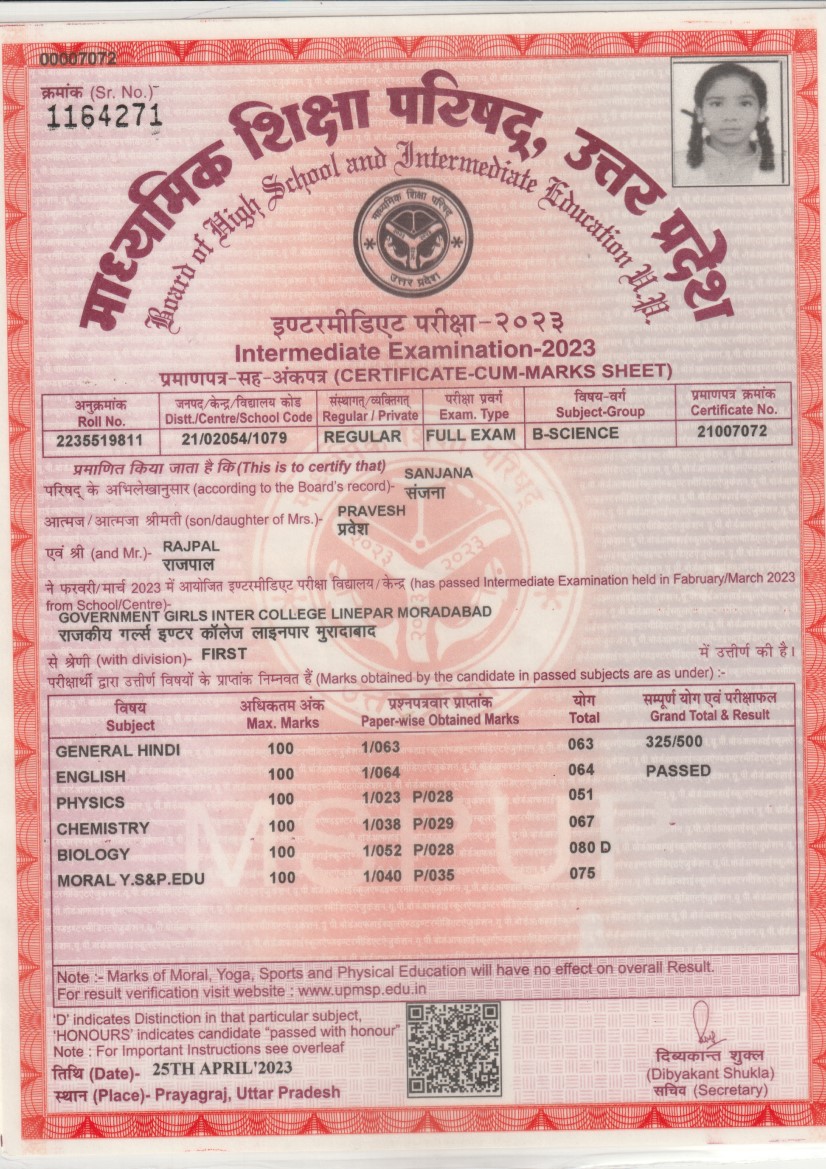 00007072
क्रमांक (Sr. No.)-
1164271
माध्यमिक शिक्षा परिषद्, उत्तर प्रदेश
Board of High School and Intermediate Education U.P.
माध्यमिक शिक्षा परिषद्
उत्तर प्रदेश
इण्टरमीडिएट परीक्षा-२०२३
Intermediate Examination-2023
प्रमाणपत्र-सह-अंकपत्र (CERTIFICATE-CUM-MARKS SHEET)
अनुक्रमांक जनपद/केन्द्र/विद्यालय कोड संस्थागत/व्यक्तिगत परीक्षा प्रवर्ग विषय-वर्ग प्रमाणपत्र क्रमांक
Roll No. Distt./Centre/School Code Regular / Private Exam. Type Subject-Group Certificate No.
2235519811 21/02054/1079 REGULAR FULL EXAM B-SCIENCE 21007072
प्रमाणित किया जाता है कि (This is to certify that) SANJANA
परिषद् के अभिलेखानुसार (according to the Board's record)- संजना
आत्मज/आत्मजा श्रीमती (son/daughter of Mrs.)- PRAVESH
प्रवेश
एवं श्री (and Mr.)- RAJPAL
राजपाल
ने फरवरी/मार्च 2023 में आयोजित इण्टरमीडिएट परीक्षा विद्यालय/केन्द्र (has passed Intermediate Examination held in Fabruary/March 2023
from School/Centre)-
GOVERNMENT GIRLS INTER COLLEGE LINEPAR MORADABAD
राजकीय गर्ल्स इण्टर कॉलेज लाइनपार मुरादाबाद
से श्रेणी (with division)- FIRST में उत्तीर्ण की है।
परीक्षार्थी द्वारा उत्तीर्ण विषयों के प्राप्तांक निम्नवत हैं (Marks obtained by the candidate in passed subjects are as under) :-
विषय अधिकतम अंक प्रश्नपत्रवार प्राप्तांक योग सम्पूर्ण योग एवं परीक्षाफल
Subject Max. Marks Paper-wise Obtained Marks Total Grand Total & Result
GENERAL HINDI 100 1/063 063 325/500
ENGLISH 100 1/064 064 PASSED
PHYSICS 100 1/023 P/028 051
CHEMISTRY 100 1/038 P/029 067
BIOLOGY 100 1/052 P/028 080 D
MORAL Y.S&P.EDU 100 1/040 P/035 075
Note :- Marks of Moral, Yoga, Sports and Physical Education will have no effect on overall Result.
For result verification visit website : www.upmsp.edu.in
'D' indicates Distinction in that particular subject,
'HONOURS' indicates candidate "passed with honour"
Note : For Important Instructions see overleaf
तिथि (Date)- 25TH APRIL'2023
स्थान (Place)- Prayagraj, Uttar Pradesh
दिब्यकान्त शुक्ल
(Dibyakant Shukla)
सचिव (Secretary)